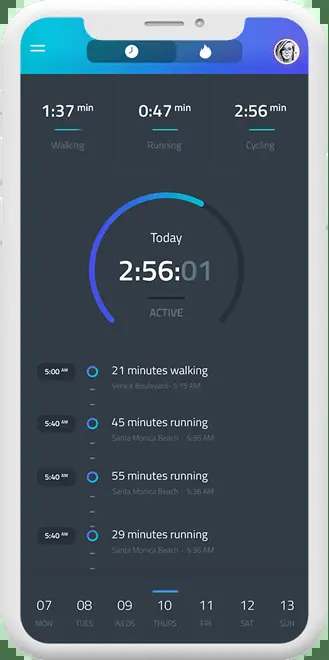 1:37 min 0:47 min 2:56 min
Walking Running Cycling
Today
2:56:01
ACTIVE
5:00 AM 21 minutes walking
Venice Boulevard - 5:15 AM
5:40 AM 45 minutes running
Santa Monica Beach - 5:36 AM
5:40 AM 55 minutes running
Santa Monica Beach - 5:36 AM
5:40 AM 29 minutes running
Santa Monica Beach - 5:36 AM
07 08 09 10 11 12 13
MON TUES WEDS THURS FRI SAT SUN